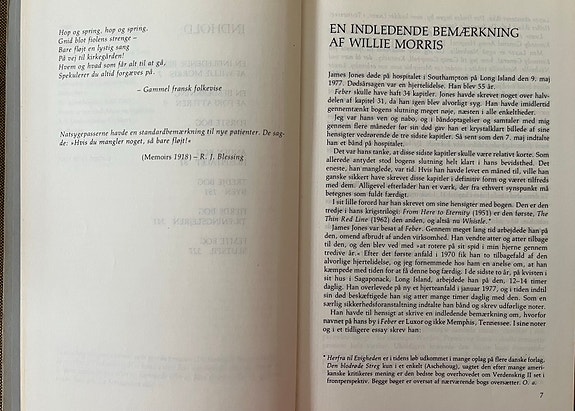 Hop og spring, hop og spring,
Gnid blot fiolens strenge –
Bare fløjt en lystig sang
På vej til kirkegården!
Hvem og hvad som får alt til at gå,
Spekulerer du altid forgæves på.
– Gammel fransk folkevise
Natsygepasserne havde en standardbemærkning til nye patienter. De sag-
de: »Hvis du mangler noget, så bare fløjt!«
(Memoirs 1918) – R. J. Blessing
EN INDLEDENDE BEMÆRKNING
AF WILLIE MORRIS
James Jones døde på hospitalet i Southampton på Long Island den 9. maj
1977. Dødsårsagen var en hjertelidelse. Han blev 55 år.
Feber skulle have haft 34 kapitler. Jones havde skrevet noget over halv-
delen af kapitel 31, da han igen blev alvorligt syg. Han havde imidlertid
gennemtænkt bogens slutning meget nøje, næsten i alle enkeltheder.
Jeg var hans ven og nabo, og i båndoptagelser og samtaler med mig
gennem flere måneder før sin død gav han et krystalklart billede af sine
hensigter vedrørende de tre sidste kapitler. Så sent som den 7. maj indtalte
han et bånd på hospitalet.
Det var hans tanke, at disse sidste kapitler skulle være relativt korte. Som
allerede antydet stod bogens slutning helt klart i hans bevidsthed. Det
eneste, han manglede, var tid. Hvis han havde levet en måned til, ville han
ganske sikkert have skrevet disse kapitler i definitiv form og været tilfreds
med dem. Alligevel efterlader han et værk, der fra ethvert synspunkt må
betegnes som fuldt færdigt.
I sit lille forord har han skrevet om sine hensigter med bogen. Den er den
tredje i hans krigstrilogi: From Here to Eternity (1951) er den første, The
Thin Red Line (1962) den anden, og altså nu Whistle.*
James Jones var besat af Feber. Gennem meget lang tid arbejdede han på
den, omend afbrudt af anden virksomhed. Han vendte atter og atter tilbage
til den, og den blev ved med »at rotere på sit spid i min hjerne gennem
tredive år.« Efter det første anfald i 1970 fik han to tilbagefald af den
alvorlige hjertelidelse, og jeg fornemmede hos ham en anelse om, at han
kæmpede med tiden for at få denne bog færdig. I de sidste to år, på kvisten i
sit hus i Sagaponack, Long Island, arbejdede han på den, 12–14 timer
daglig. Han overlevede på ny et hjerteanfald i januar 1977, og i tiden indtil
sin død beskæftigede han sig atter mange timer daglig med den. Som en
særlig sikkerhedsforanstaltning indtalte han bånd og skrev udførlige noter.
Han havde til hensigt at skrive en indledende bemærkning om, hvorfor
navnet på hans by i Feber er Luxor og ikke Memphis, Tennessee. I sine noter
og i et tidligere essay skrev han:
* Herfra til Evigheden er i tidens løb udkommet i mange oplag på flere danske forlag,
Den blodrøde Streg kun i et enkelt (Aschehoug), uagtet den efter mange ameri-
kanske kritikeres mening er den bedste bog overhovedet om Verdenskrig II set i
frontperspektiv. Begge bøger er oversat af nærværende bogs oversætter. O. a.
7